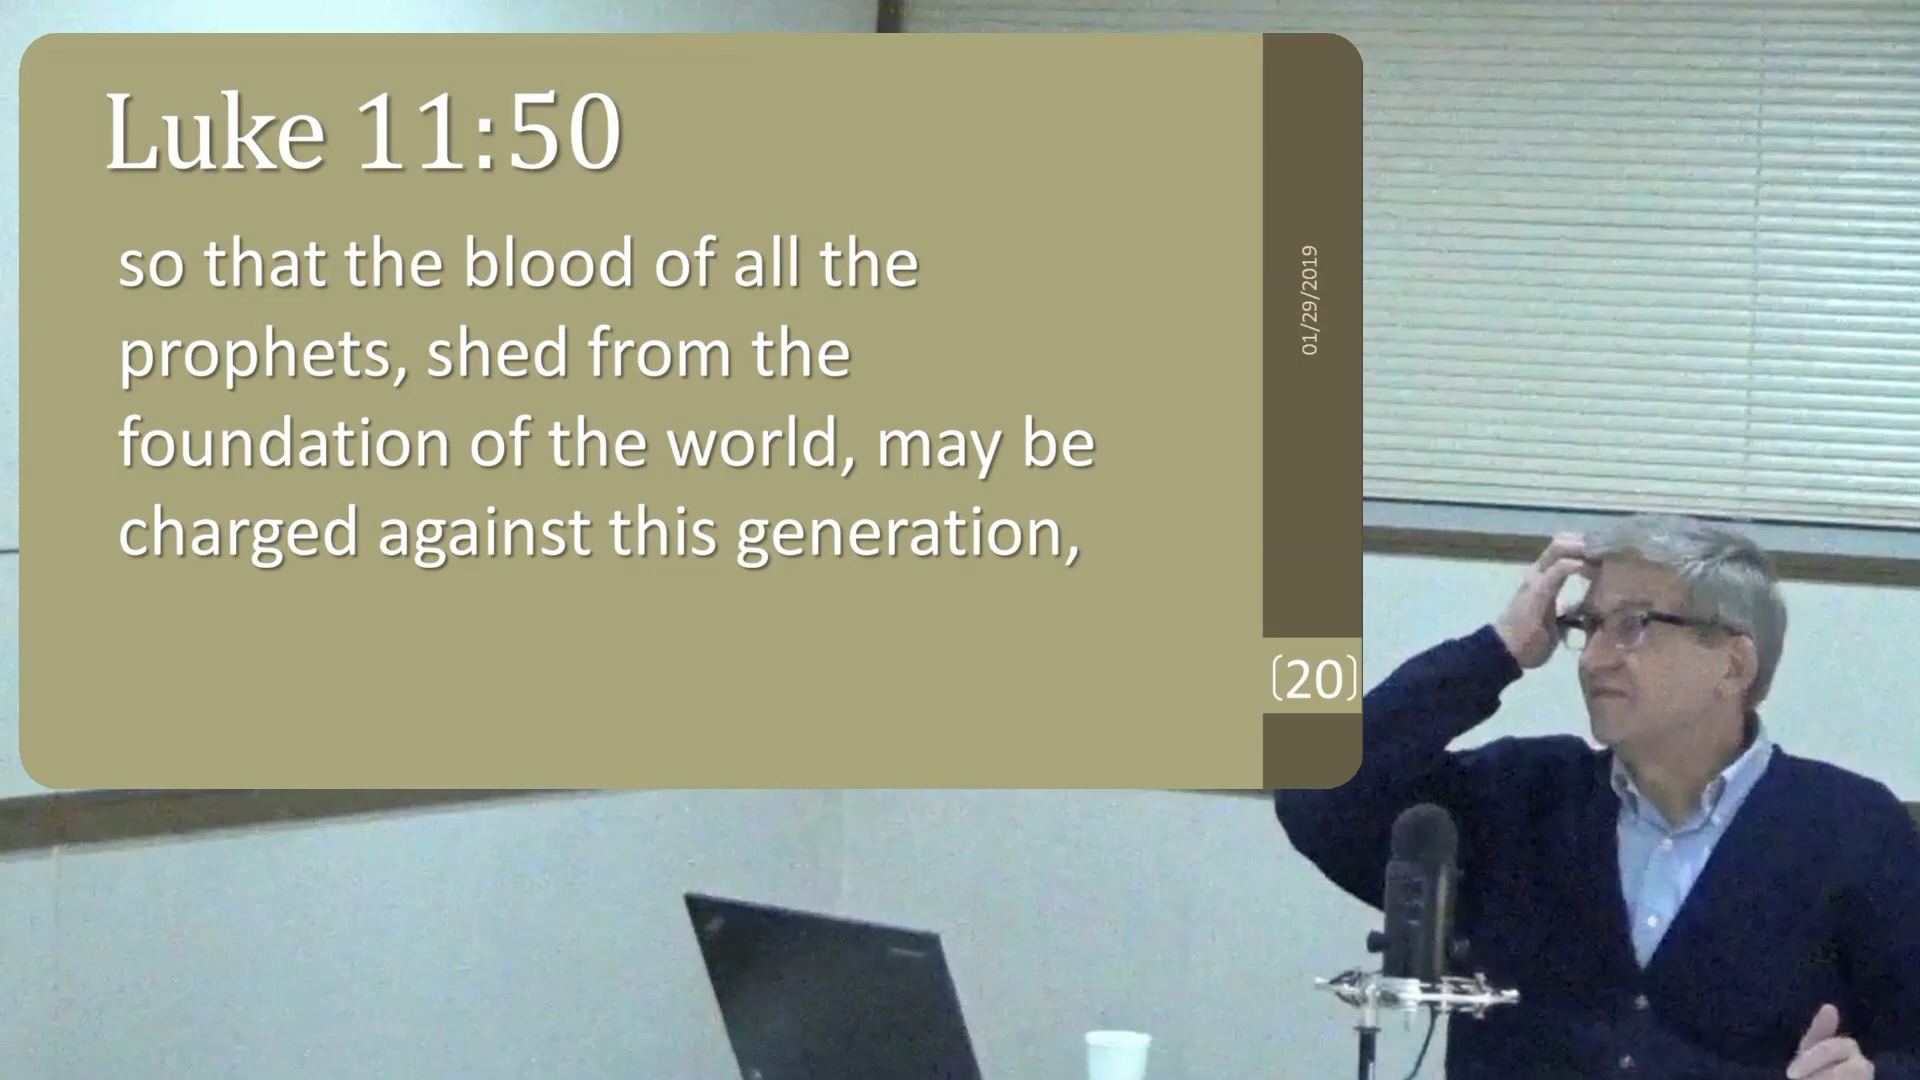 Luke 11:50
so that the blood of all the
prophets, shed from the
foundation of the world, may be
charged against this generation,
01/29/2019
(20)